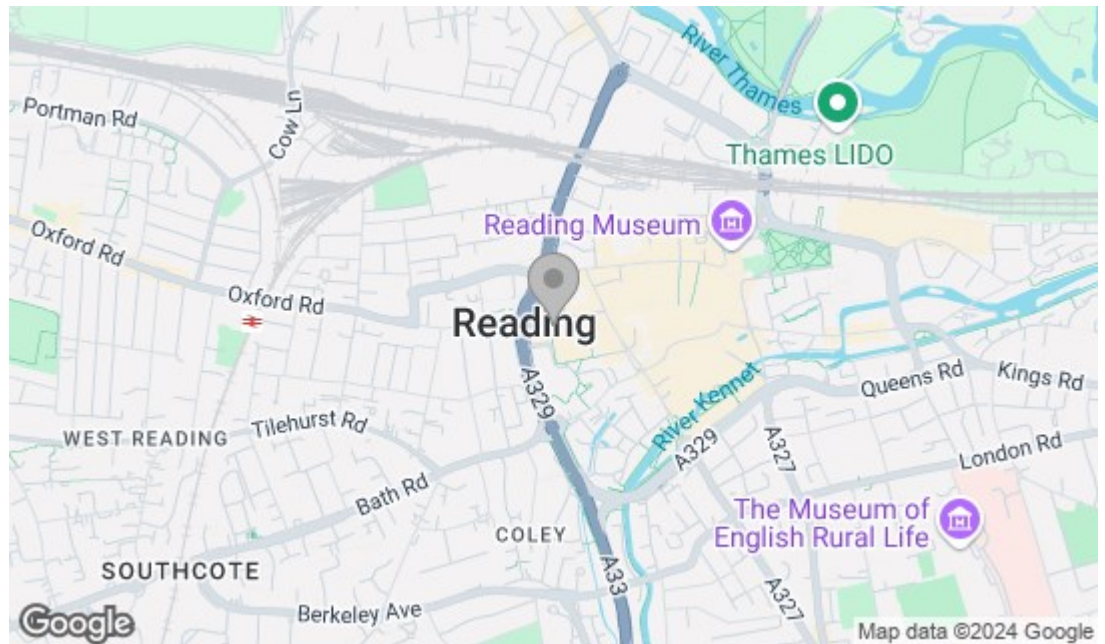 River Thames
Portman Rd
Cow Ln
Thames LIDO
Reading Museum
Oxford Rd
Oxford Rd
Reading
A329
Queens Rd
Kings Rd
River Kennet
Tilehurst Rd
WEST READING
A329
A327
London Rd
Bath Rd
The Museum of
English Rural Life
COLEY
A33
SOUTHCOTE
A327
Berkeley Ave
Google
Map data ©2024 Google